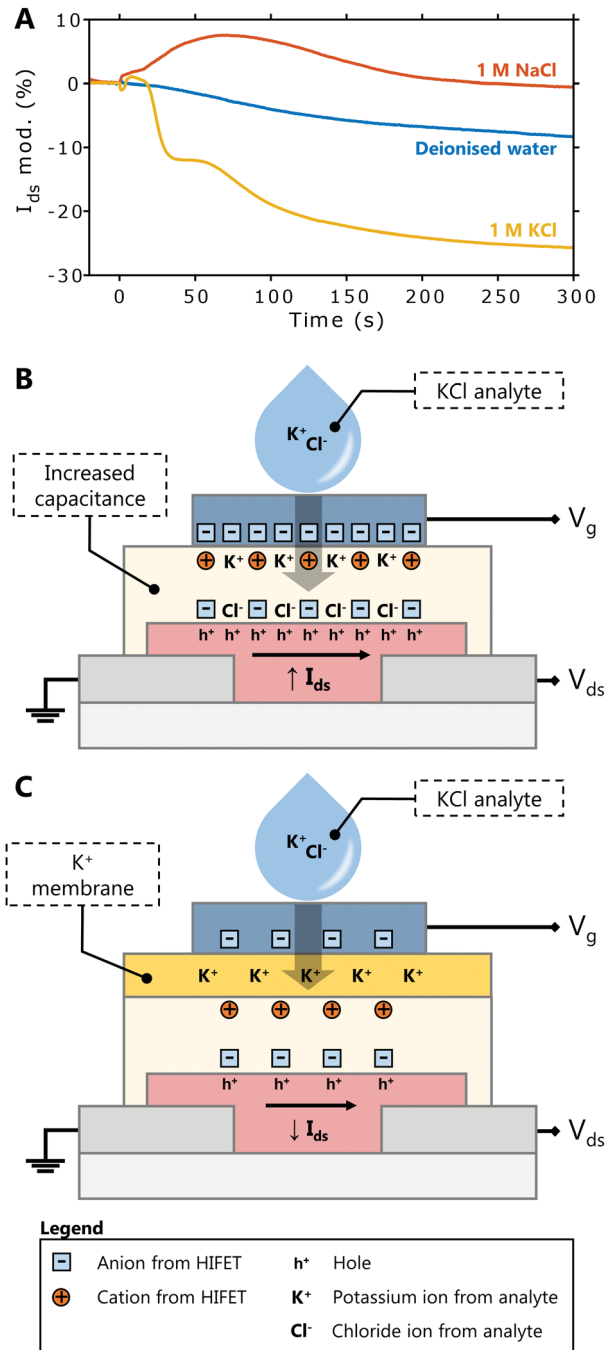 A
I_ds mod. (%)
10
0
-10
-20
-30
1 M NaCl
Deionised water
1 M KCl
0 50 100 150 200 250 300
Time (s)
B
KCl analyte
K⁺ Cl⁻
Increased
capacitance
V_g
- - - - - - - - -
+ K⁺ + K⁺ + K⁺ + K⁺ +
- Cl⁻ - Cl⁻ - Cl⁻ - Cl⁻ -
h⁺ h⁺ h⁺ h⁺ h⁺ h⁺ h⁺ h⁺ h⁺
↑ I_ds
V_ds
C
KCl analyte
K⁺ Cl⁻
K⁺
membrane
V_g
- - - -
K⁺ K⁺ K⁺ K⁺ K⁺
+ + + +
- - - -
h⁺ h⁺ h⁺ h⁺
↓ I_ds
V_ds
Legend
- Anion from HIFET
+ Cation from HIFET
h⁺ Hole
K⁺ Potassium ion from analyte
Cl⁻ Chloride ion from analyte